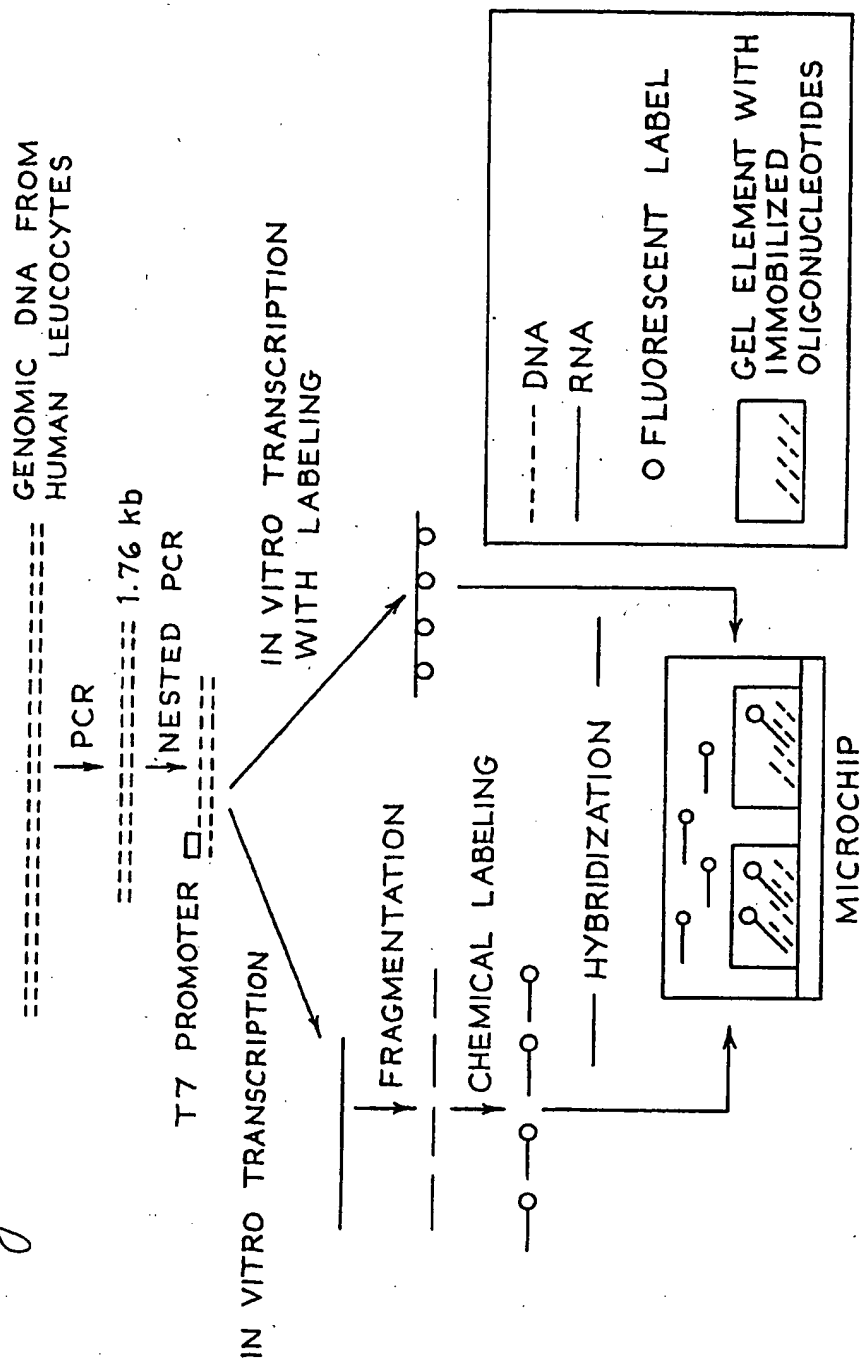 GENOMIC DNA FROM
HUMAN LEUCOCYTES
PCR
1.76 kb
NESTED PCR
T7 PROMOTER
IN VITRO TRANSCRIPTION
IN VITRO TRANSCRIPTION
WITH LABELING
FRAGMENTATION
CHEMICAL LABELING
HYBRIDIZATION
MICROCHIP
DNA
RNA
FLUORESCENT LABEL
GEL ELEMENT WITH
IMMOBILIZED
OLIGONUCLEOTIDES